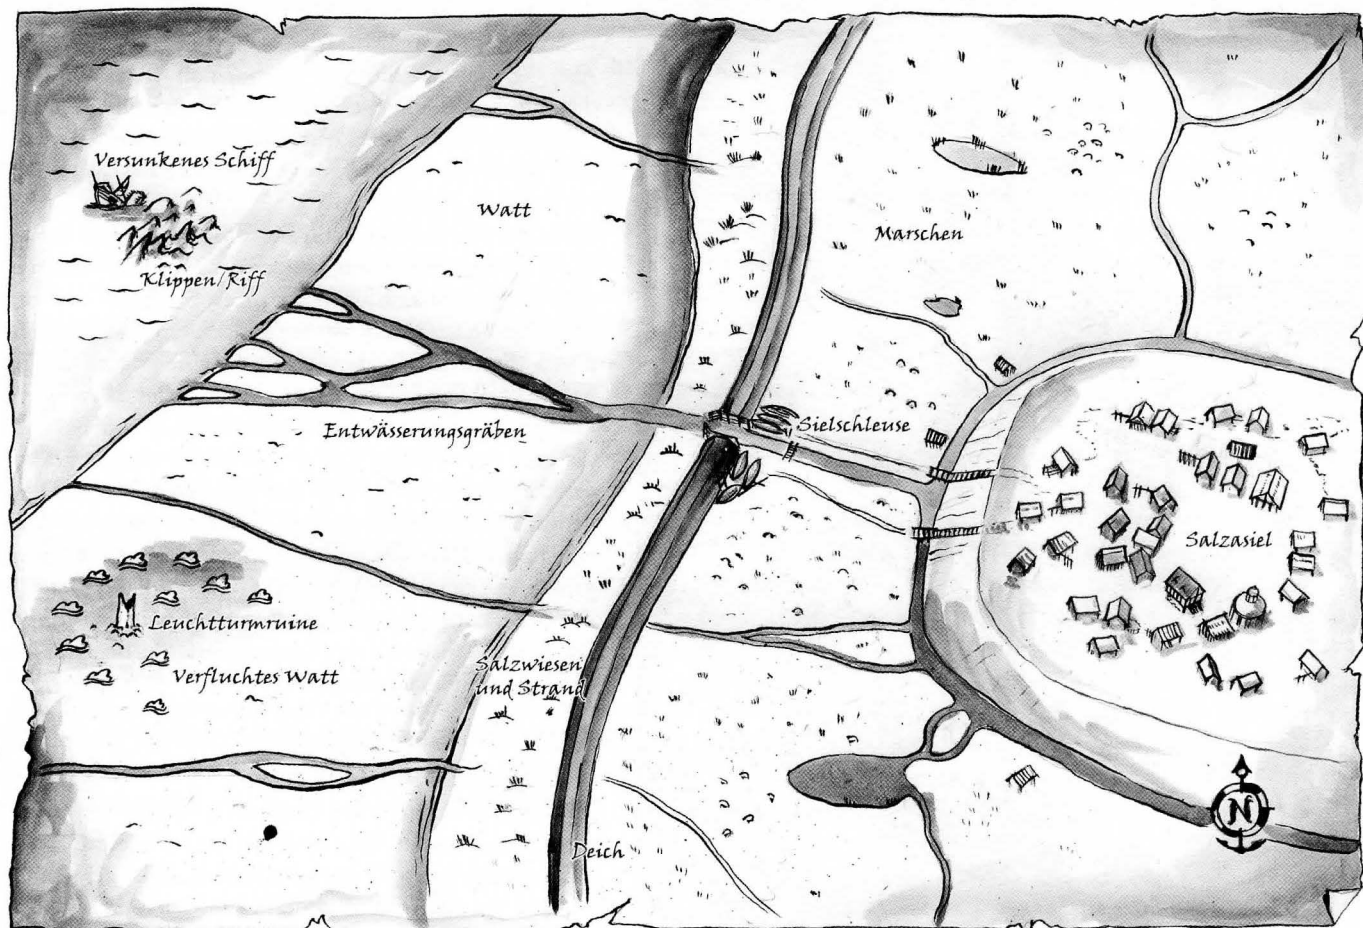 Versunkenes Schiff
Klippen/Riff
Watt
Marschen
Entwässerungsgräben
Sielschleuse
Salzasiel
Leuchtturmruine
Verfluchtes Watt
Salzwiesen
und Strand
Deich
N